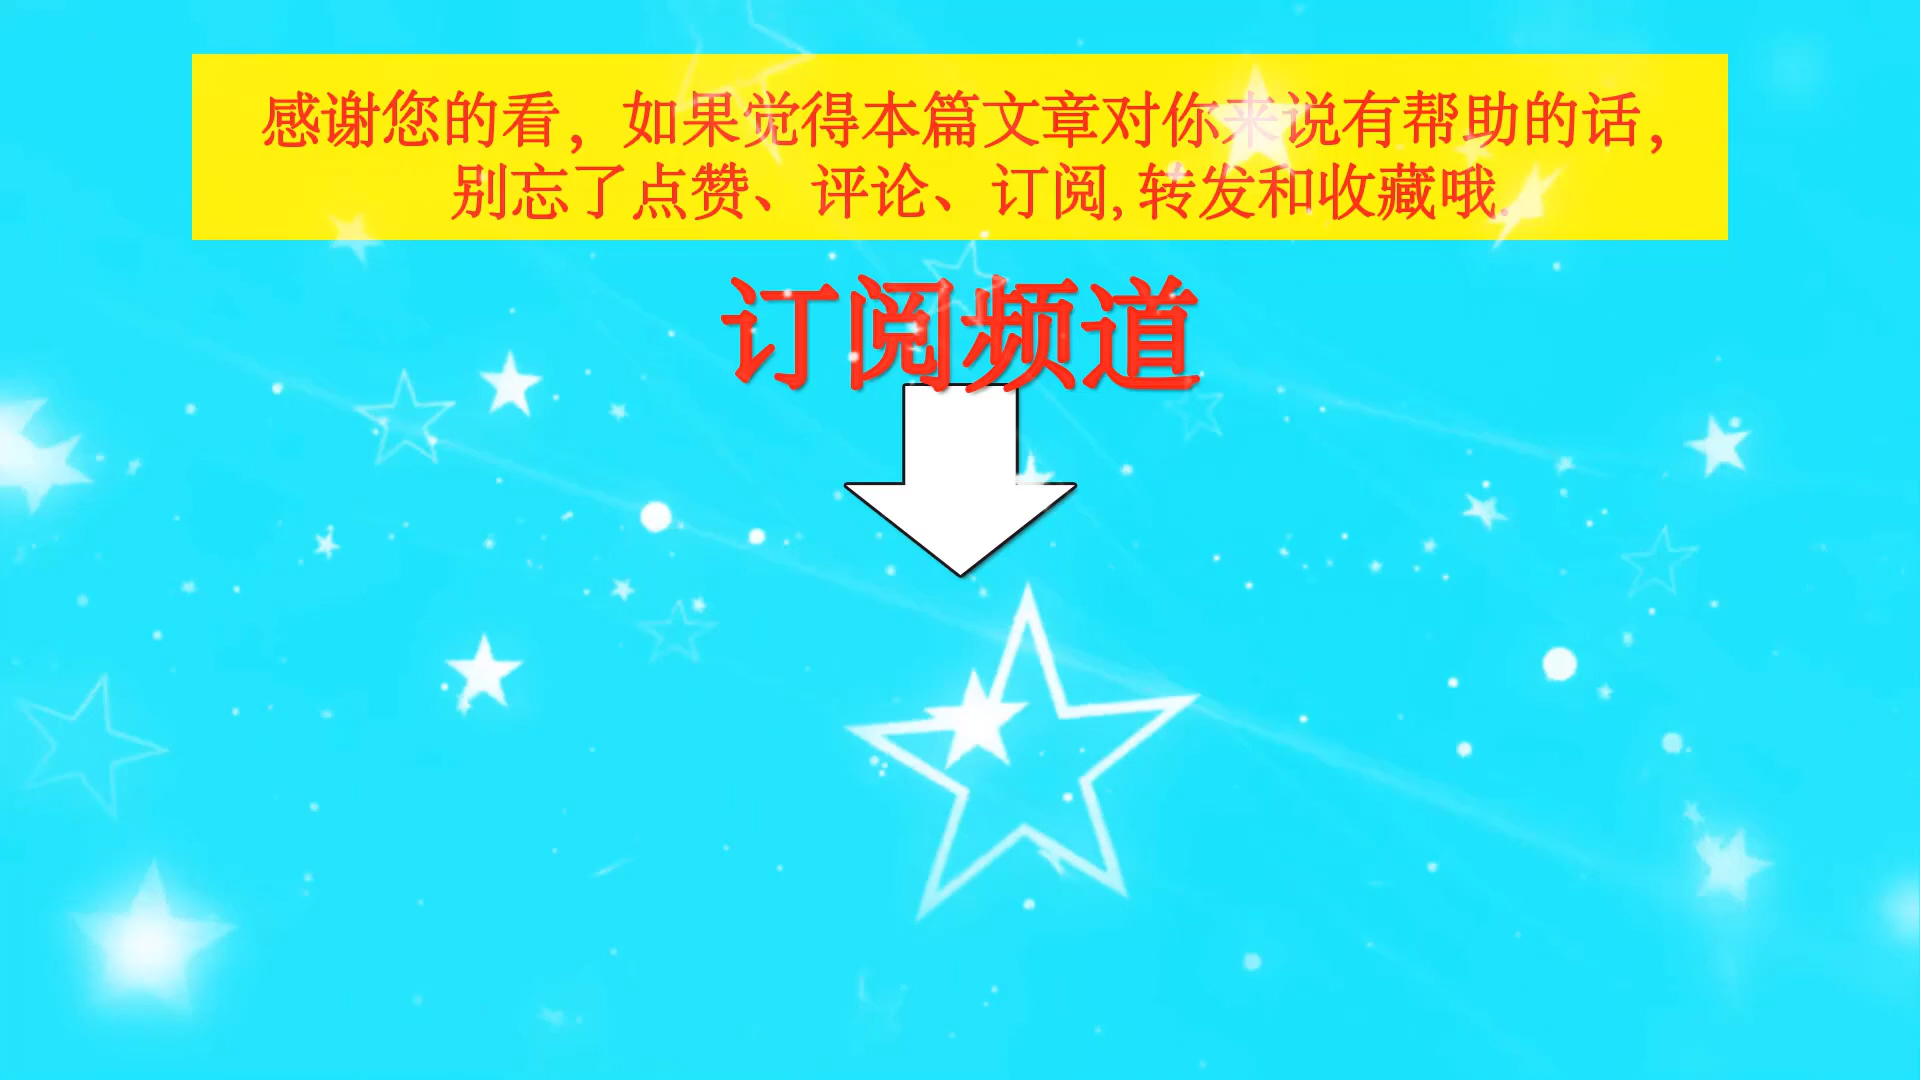 感谢您的看，如果觉得本篇文章对你来说有帮助的话，
别忘了点赞、评论、订阅,转发和收藏哦.
订阅频道